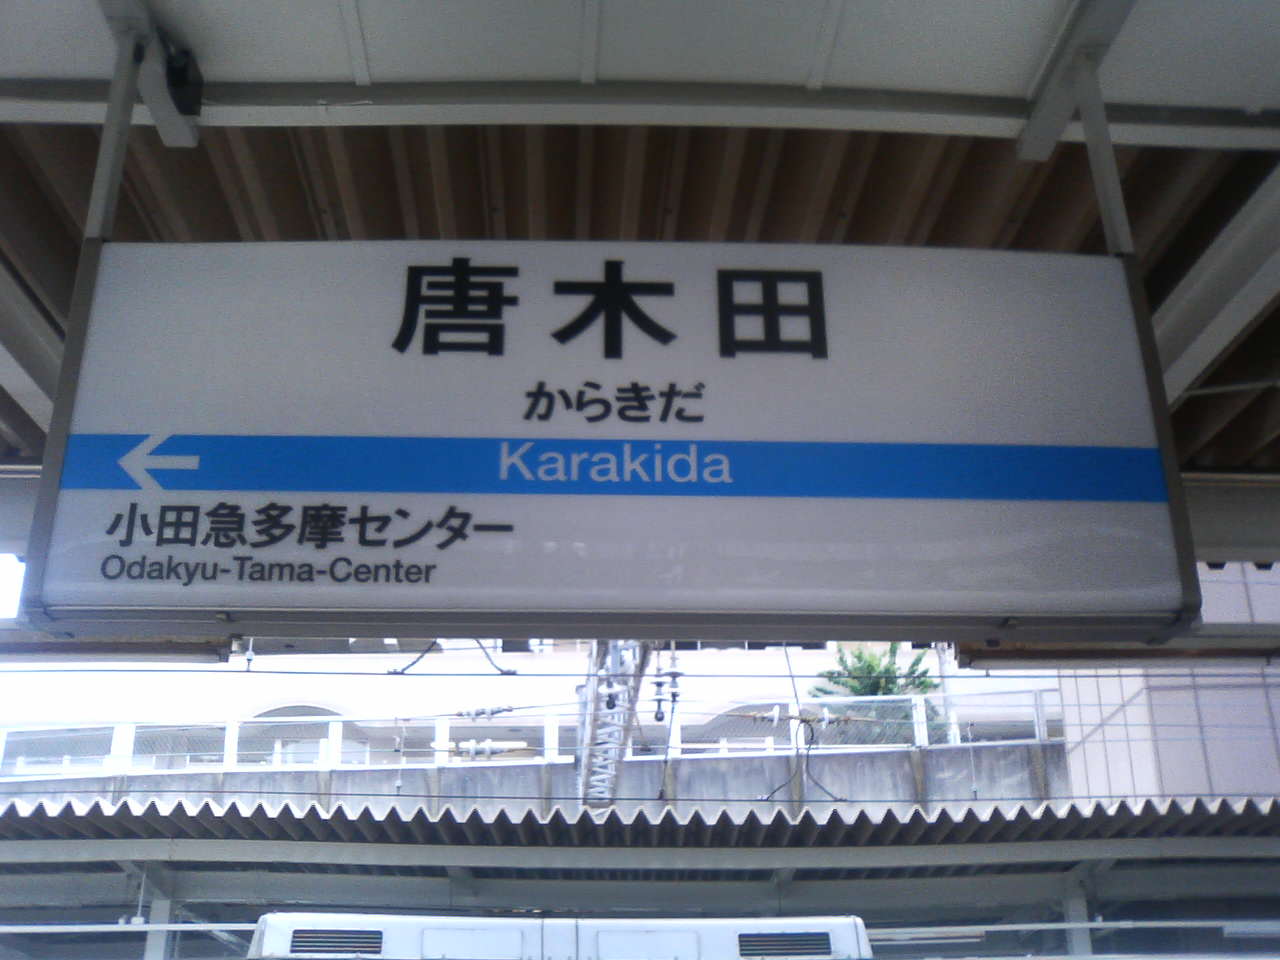 唐木田
からきだ
Karakida
小田急多摩センター
Odakyu-Tama-Center